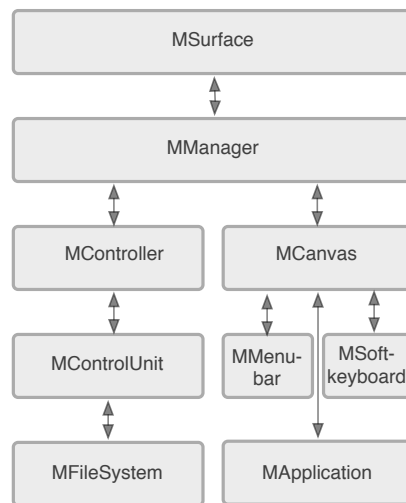 MSurface
MManager
MController
MCanvas
MControlUnit
MMenu-
bar
MSoft-
keyboard
MFileSystem
MApplication